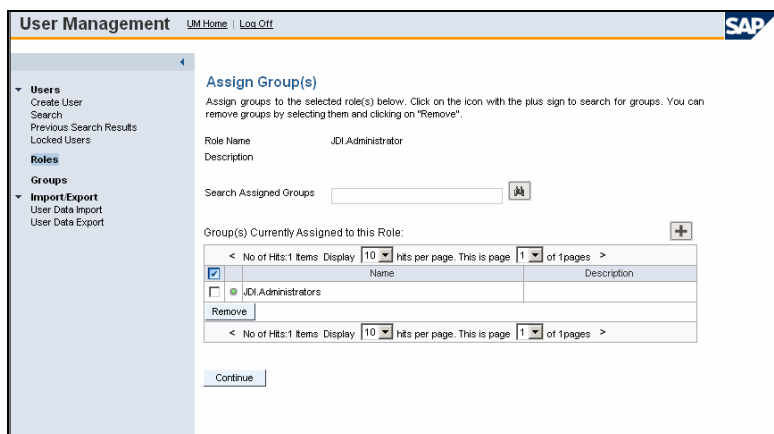 User Management UM Home | Log Off
SAP
Users
Create User
Search
Previous Search Results
Locked Users
Roles
Groups
Import/Export
User Data Import
User Data Export
Assign Group(s)
Assign groups to the selected role(s) below. Click on the icon with the plus sign to search for groups. You can
remove groups by selecting them and clicking on "Remove".
Role Name JDI.Administrator
Description
Search Assigned Groups
Group(s) Currently Assigned to this Role:
< No of Hits:1 Items Display 10 hits per page. This is page 1 of 1pages >
Name Description
JDI.Administrators
Remove
< No of Hits:1 Items Display 10 hits per page. This is page 1 of 1pages >
Continue